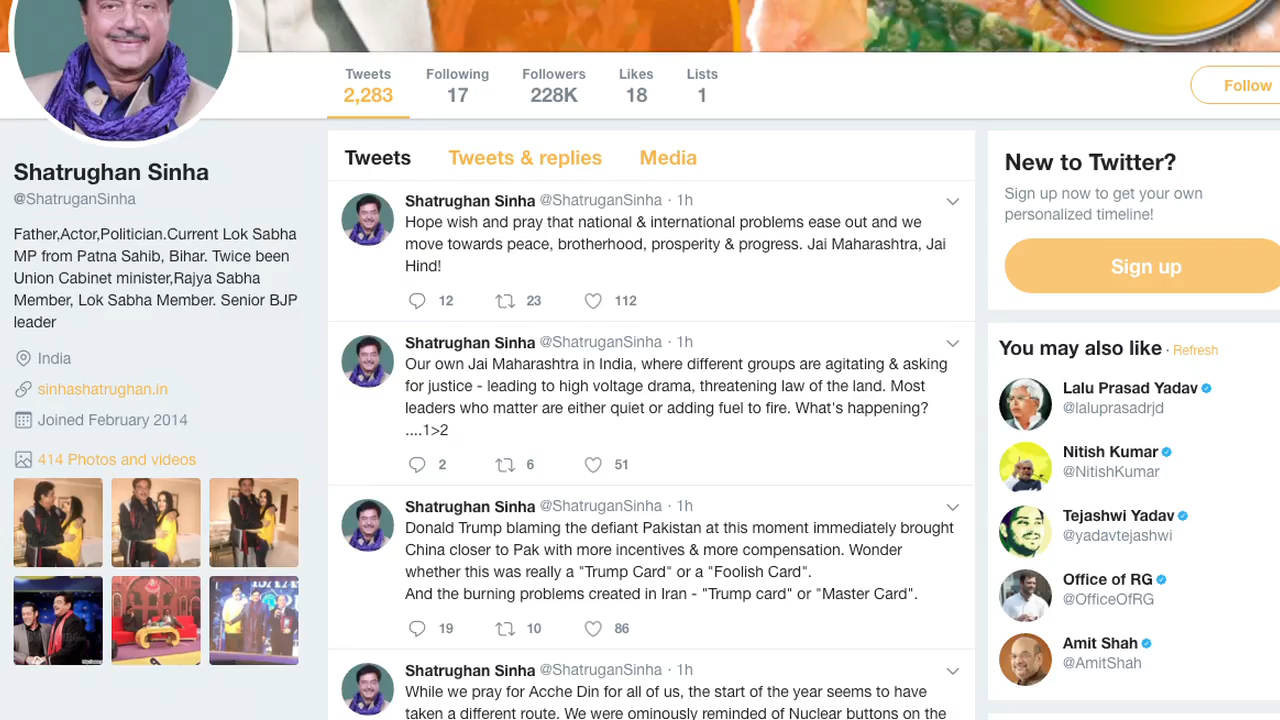 Tweets Following Followers Likes Lists
2,283 17 228K 18 1
Follow
Shatrughan Sinha
@ShatruganSinha
Father,Actor,Politician.Current Lok Sabha
MP from Patna Sahib, Bihar. Twice been
Union Cabinet minister,Rajya Sabha
Member, Lok Sabha Member. Senior BJP
leader
India
sinhashatrughan.in
Joined February 2014
414 Photos and videos
Tweets Tweets & replies Media
Shatrughan Sinha @ShatruganSinha · 1h
Hope wish and pray that national & international problems ease out and we
move towards peace, brotherhood, prosperity & progress. Jai Maharashtra, Jai
Hind!
12 23 112
Shatrughan Sinha @ShatruganSinha · 1h
Our own Jai Maharashtra in India, where different groups are agitating & asking
for justice - leading to high voltage drama, threatening law of the land. Most
leaders who matter are either quiet or adding fuel to fire. What's happening?
....1>2
2 6 51
Shatrughan Sinha @ShatruganSinha · 1h
Donald Trump blaming the defiant Pakistan at this moment immediately brought
China closer to Pak with more incentives & more compensation. Wonder
whether this was really a "Trump Card" or a "Foolish Card".
And the burning problems created in Iran - "Trump card" or "Master Card".
19 10 86
Shatrughan Sinha @ShatruganSinha · 1h
While we pray for Acche Din for all of us, the start of the year seems to have
taken a different route. We were ominously reminded of Nuclear buttons on the
New to Twitter?
Sign up now to get your own
personalized timeline!
Sign up
You may also like · Refresh
Lalu Prasad Yadav
@laluprasadrjd
Nitish Kumar
@NitishKumar
Tejashwi Yadav
@yadavtejashwi
Office of RG
@OfficeOfRG
Amit Shah
@AmitShah